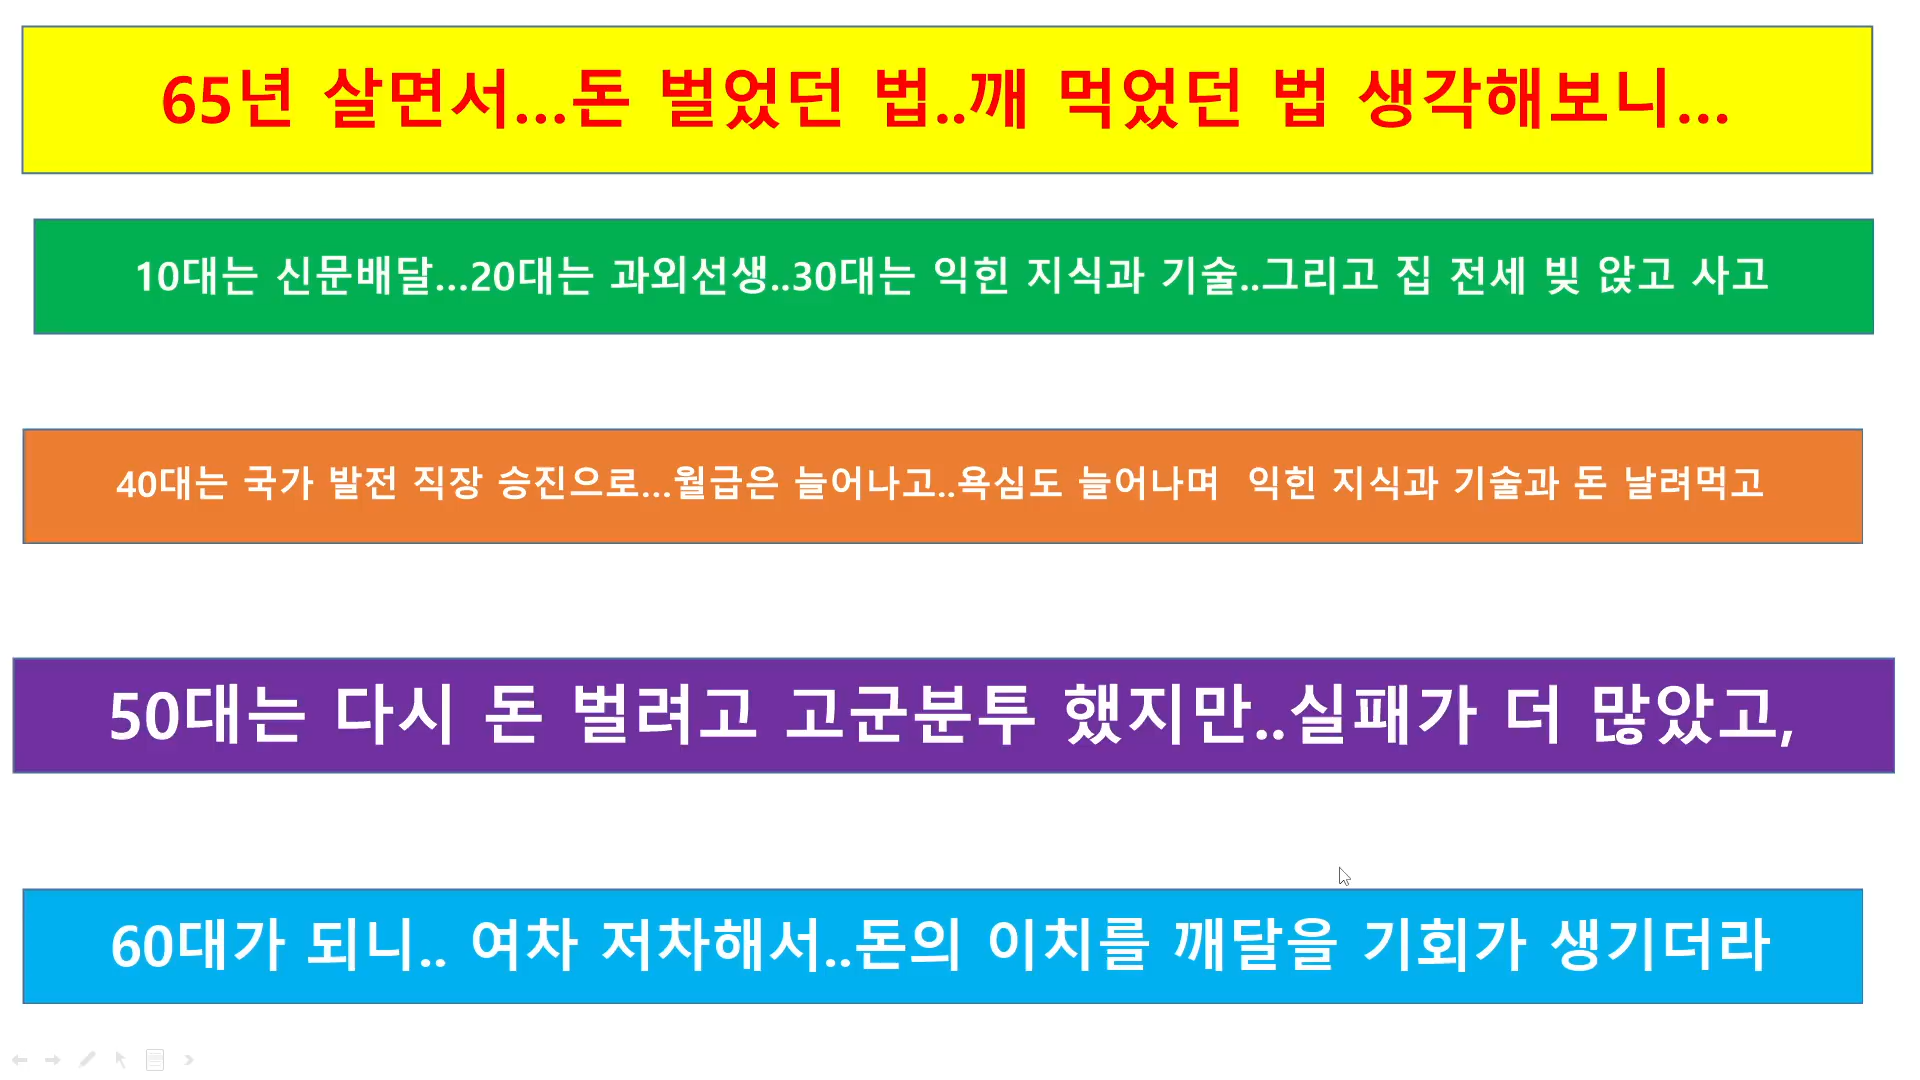 65년 살면서...돈 벌었던 법..깨 먹었던 법 생각해보니...
10대는 신문배달...20대는 과외선생..30대는 익힌 지식과 기술..그리고 집 전세 빚 앉고 사고
40대는 국가 발전 직장 승진으로...월급은 늘어나고..욕심도 늘어나며  익힌 지식과 기술과 돈 날려먹고
50대는 다시 돈 벌려고 고군분투 했지만..실패가 더 많았고,
60대가 되니.. 여차 저차해서..돈의 이치를 깨달을 기회가 생기더라